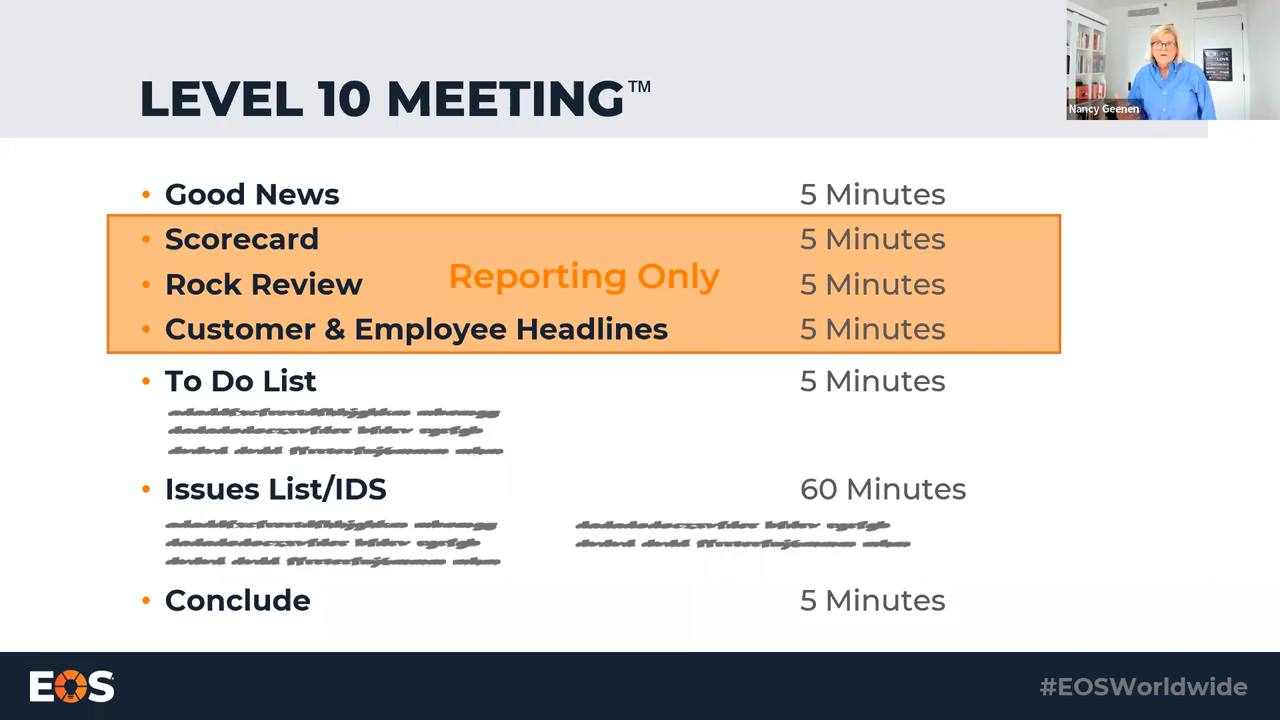 LEVEL 10 MEETING™
Nancy Geenen
Good News 5 Minutes
Scorecard 5 Minutes
Reporting Only
Rock Review 5 Minutes
Customer & Employee Headlines 5 Minutes
To Do List 5 Minutes
Issues List/IDS 60 Minutes
Conclude 5 Minutes
EOS
#EOSWorldwide